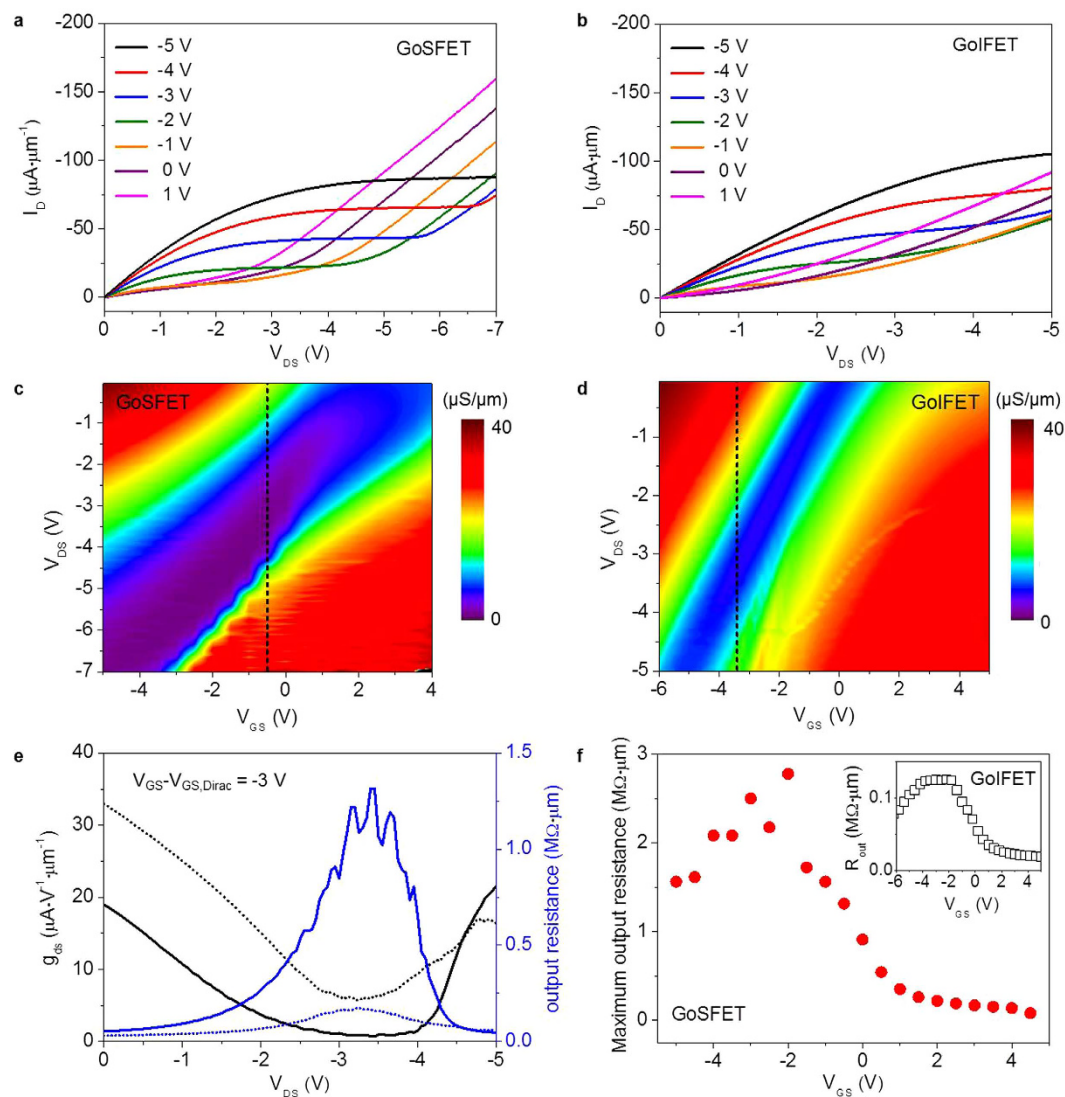 a
-200
-150
-100
-50
0
I_D (μA·μm⁻¹)
-5 V
-4 V
-3 V
-2 V
-1 V
0 V
1 V
GoSFET
0 -1 -2 -3 -4 -5 -6 -7
V_DS (V)
b
-200
-150
-100
-50
0
I_D (μA·μm)
-5 V
-4 V
-3 V
-2 V
-1 V
0 V
1 V
GoIFET
0 -1 -2 -3 -4 -5
V_DS (V)
c
GoSFET
-1
-2
-3
-4
-5
-6
-7
V_DS (V)
-4 -2 0 2 4
V_GS (V)
(μS/μm)
40
0
d
GoIFET
0
-1
-2
-3
-4
-5
V_DS (V)
-6 -4 -2 0 2 4
V_GS (V)
(μS/μm)
40
0
e
V_GS-V_GS,Dirac = -3 V
40
30
20
10
0
g_ds (μA·V⁻¹·μm⁻¹)
1.5
1.0
0.5
0.0
output resistance (MΩ·μm)
0 -1 -2 -3 -4 -5
V_DS (V)
f
3
2
1
0
Maximum output resistance (MΩ·μm)
GoSFET
-4 -2 0 2 4
V_GS (V)
GoIFET
0.1
0.0
R_out (MΩ·μm)
-6 -4 -2 0 2 4
V_GS (V)